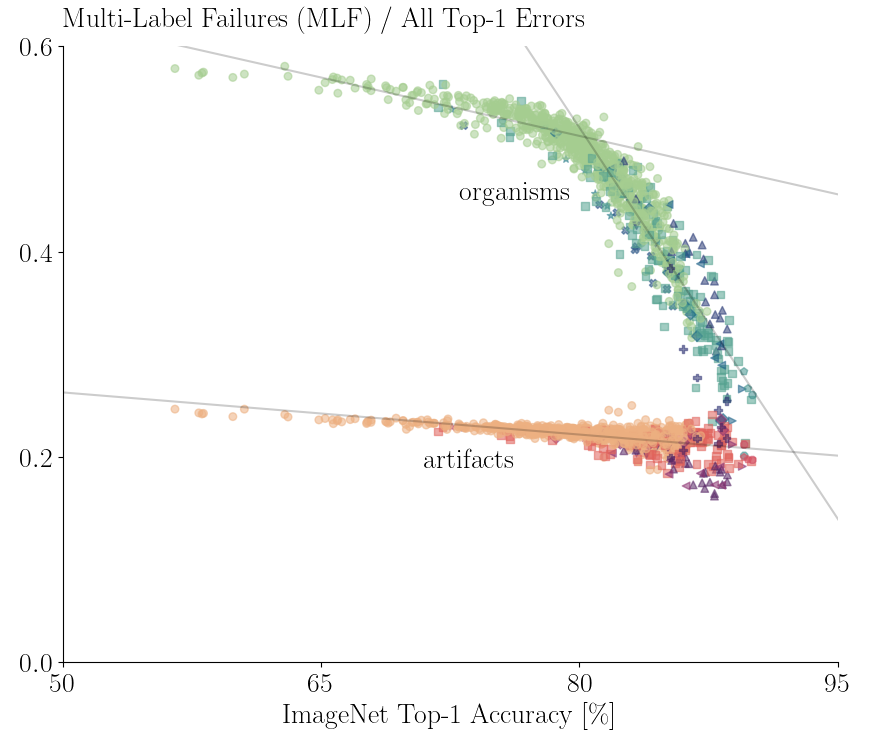 Multi-Label Failures (MLF) / All Top-1 Errors
0.6
organisms
0.4
0.2
artifacts
0.0
50 65 80 95
ImageNet Top-1 Accuracy [%]